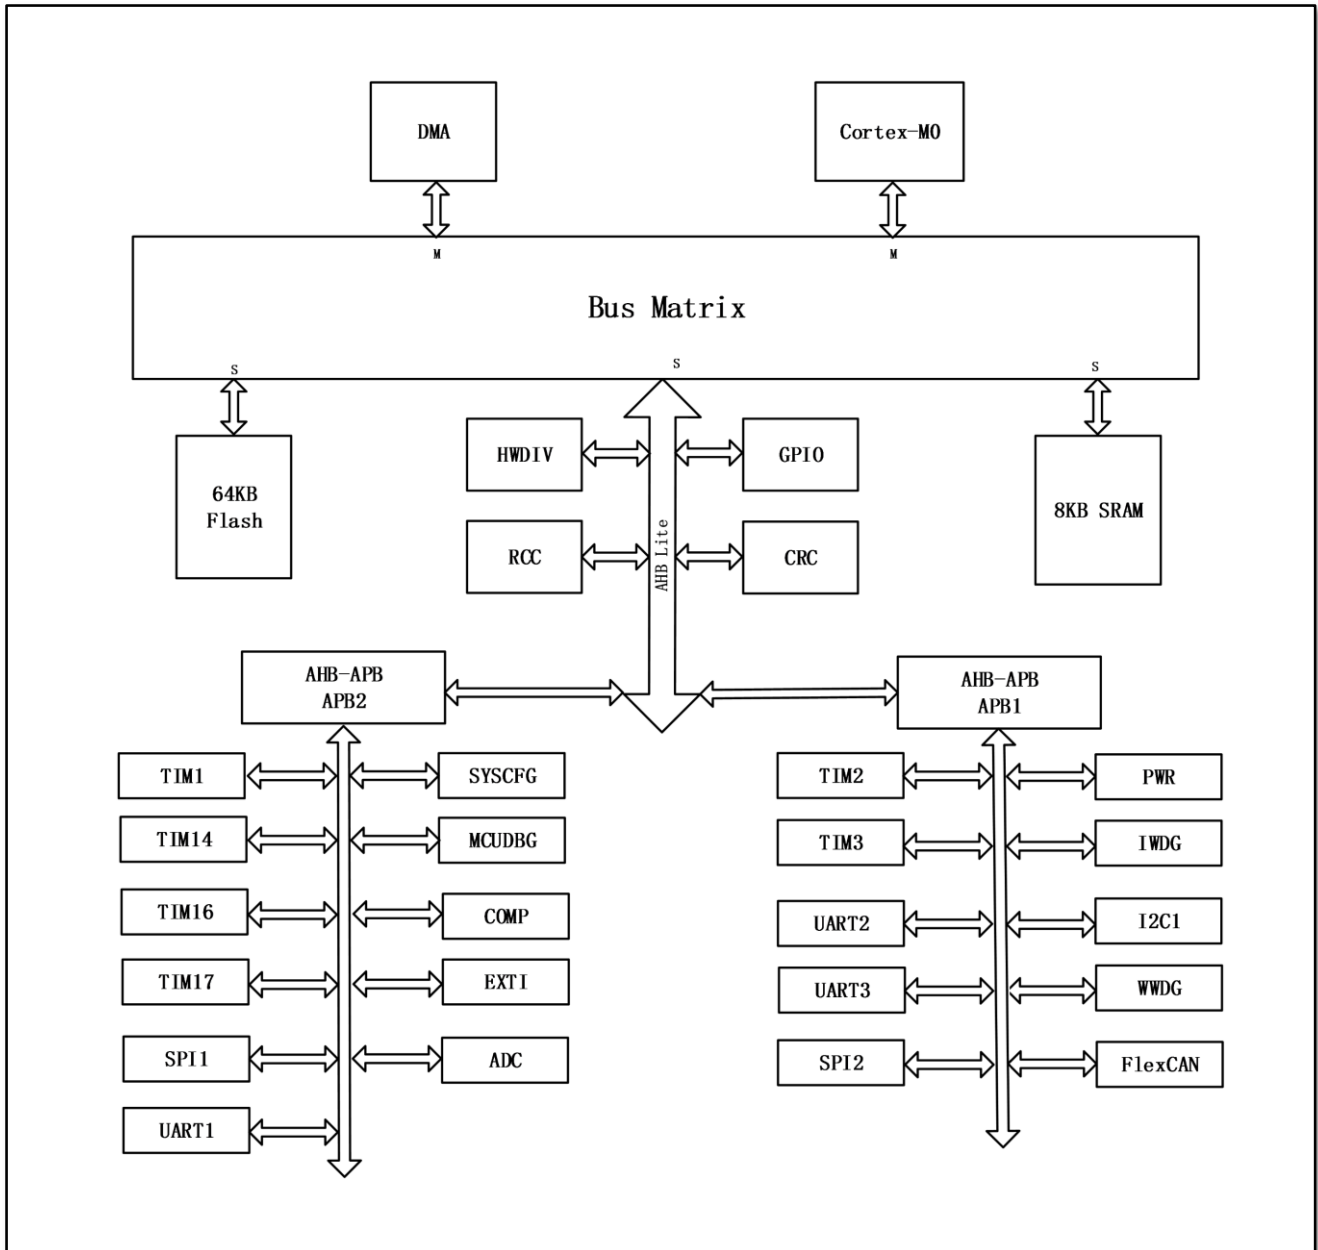 DMA
Cortex-M0
M
M
Bus Matrix
S
S
S
HWDIV
GPIO
64KB
Flash
8KB SRAM
RCC
AHB Lite
CRC
AHB-APB
APB2
AHB-APB
APB1
TIM1
SYSCFG
TIM2
PWR
TIM14
MCUDBG
TIM3
IWDG
TIM16
COMP
UART2
I2C1
TIM17
EXTI
UART3
WWDG
SPI1
ADC
SPI2
FlexCAN
UART1